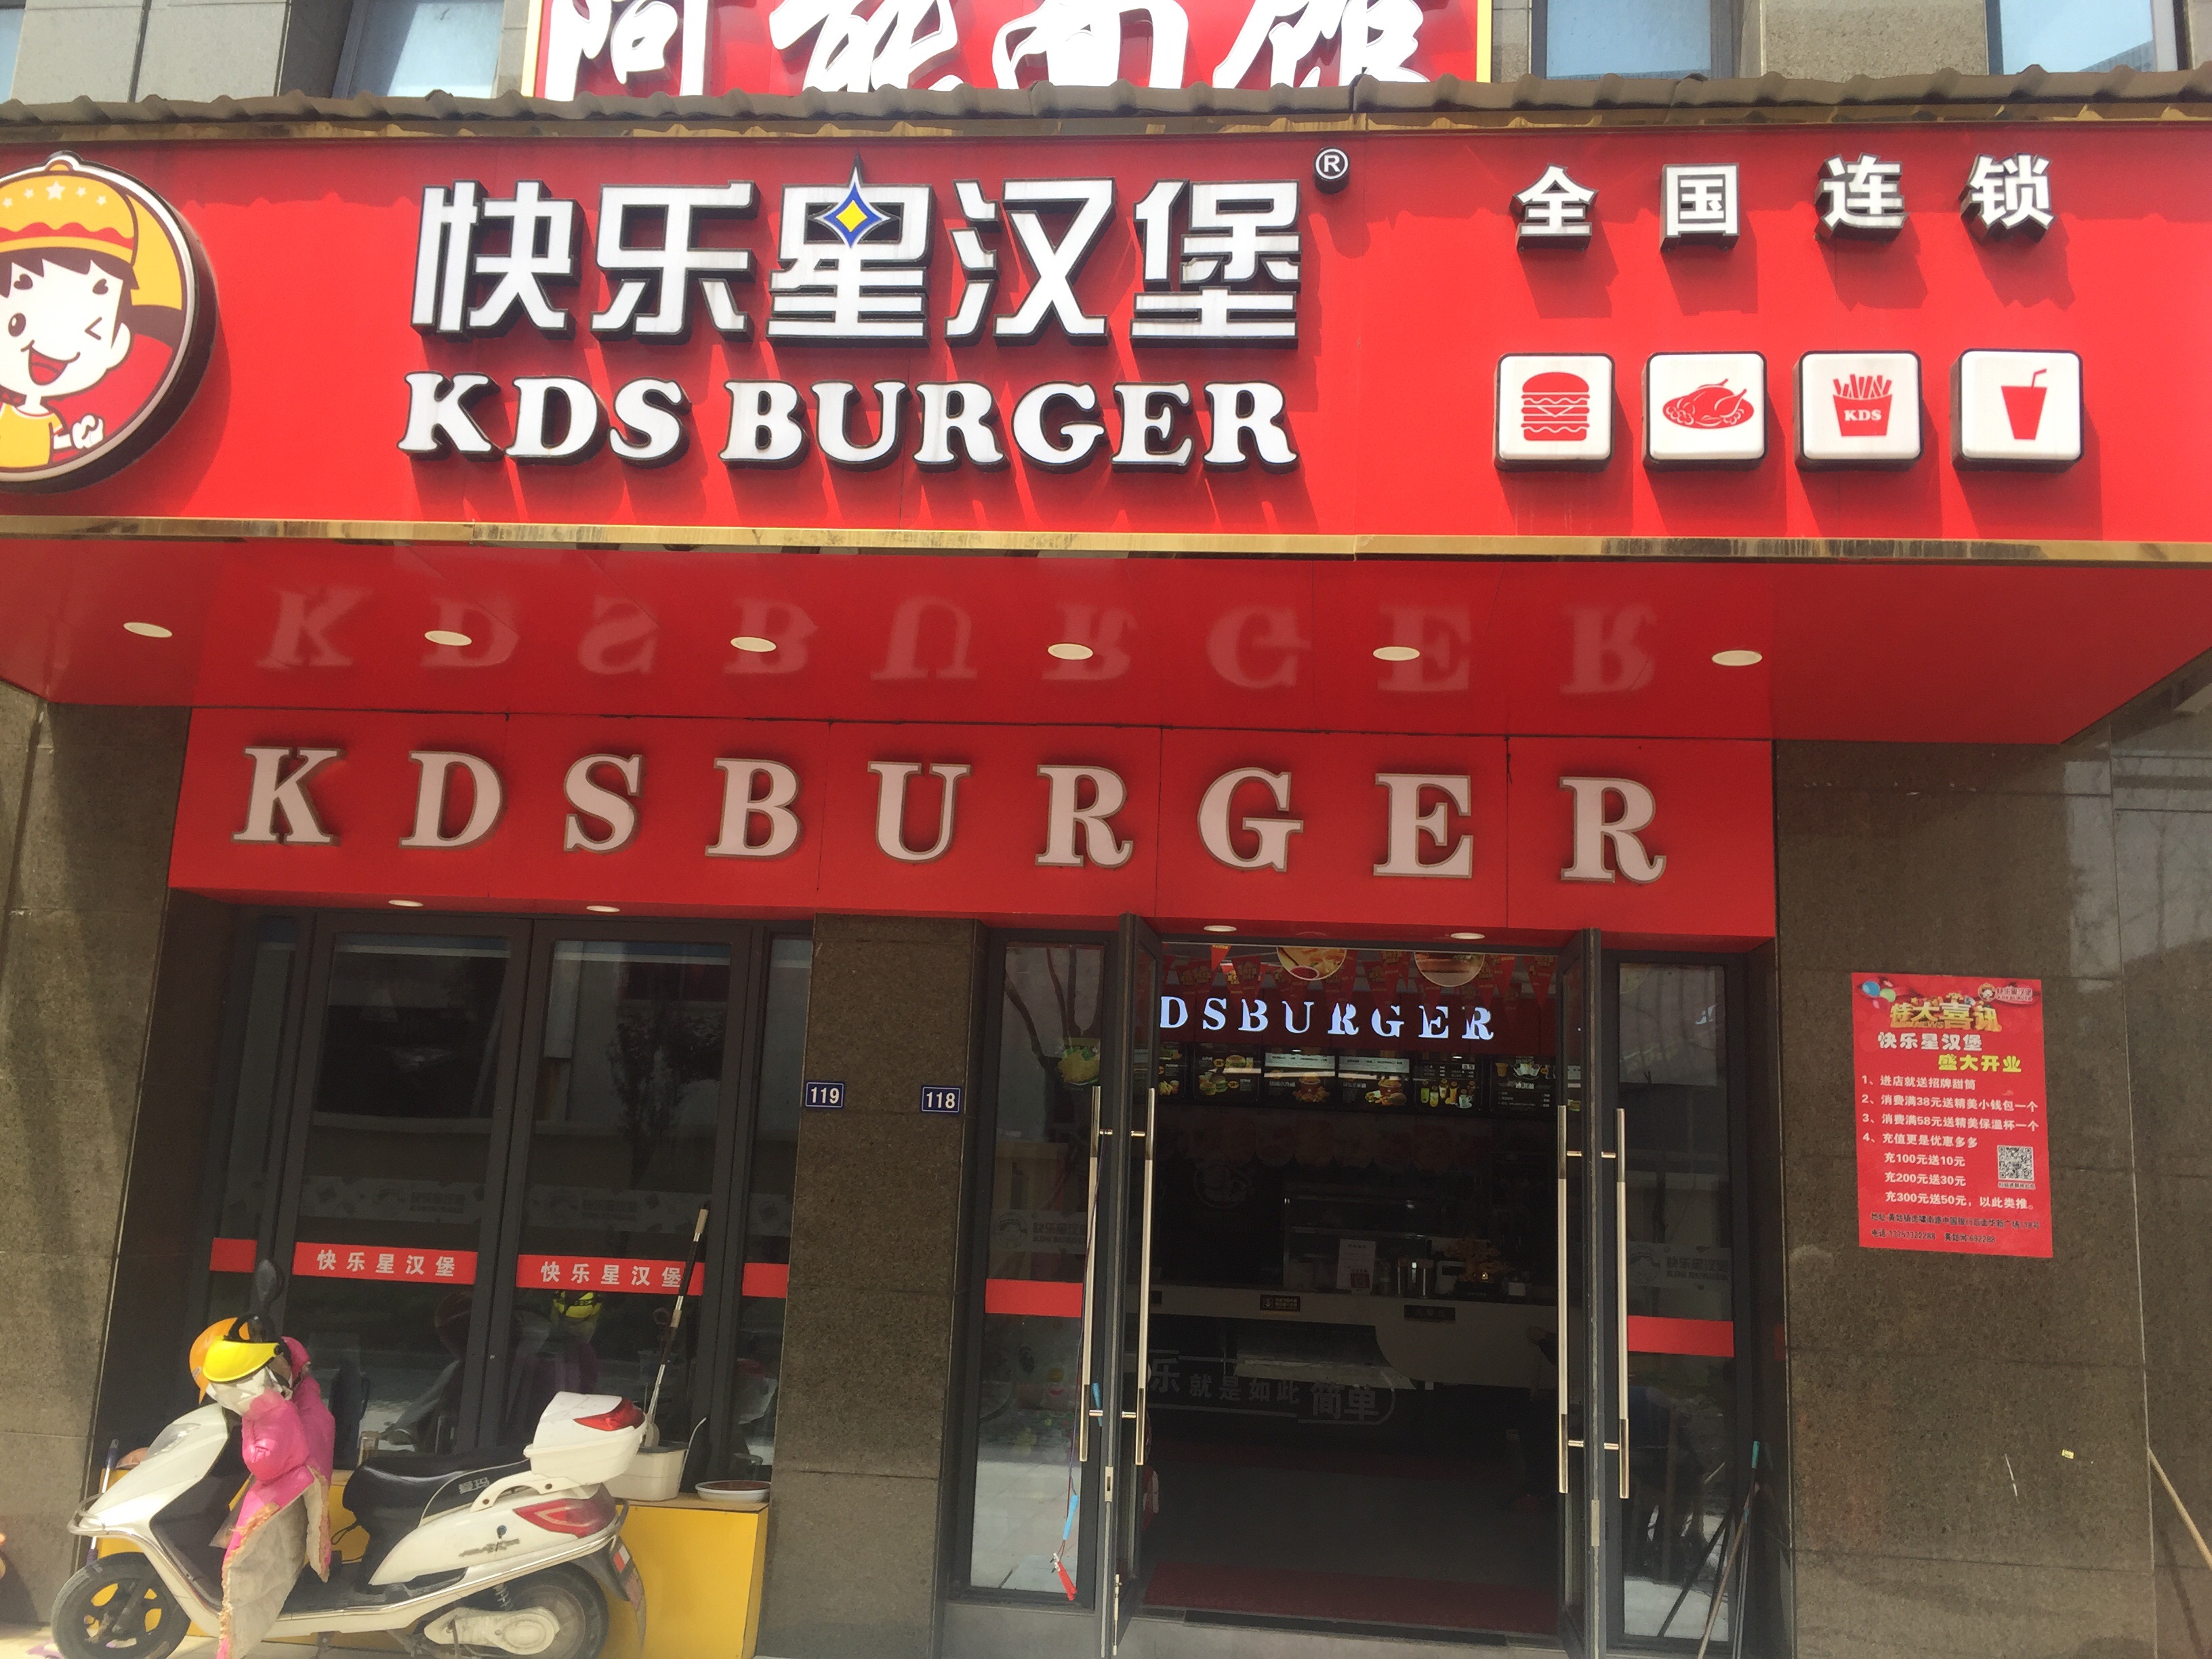 快乐星汉堡®
KDS BURGER
全国连锁
KDS
KDSBURGER
DSBURGER
119
118
特大喜讯
快乐星汉堡
盛大开业
1、进店就送招牌甜筒
2、消费满38元送精美小钱包一个
3、消费满58元送精美保温杯一个
4、充值更是优惠多多
充100元送10元
充200元送30元
充300元送50元，以此类推。
快乐星汉堡
快乐星汉堡
乐就是如此简单